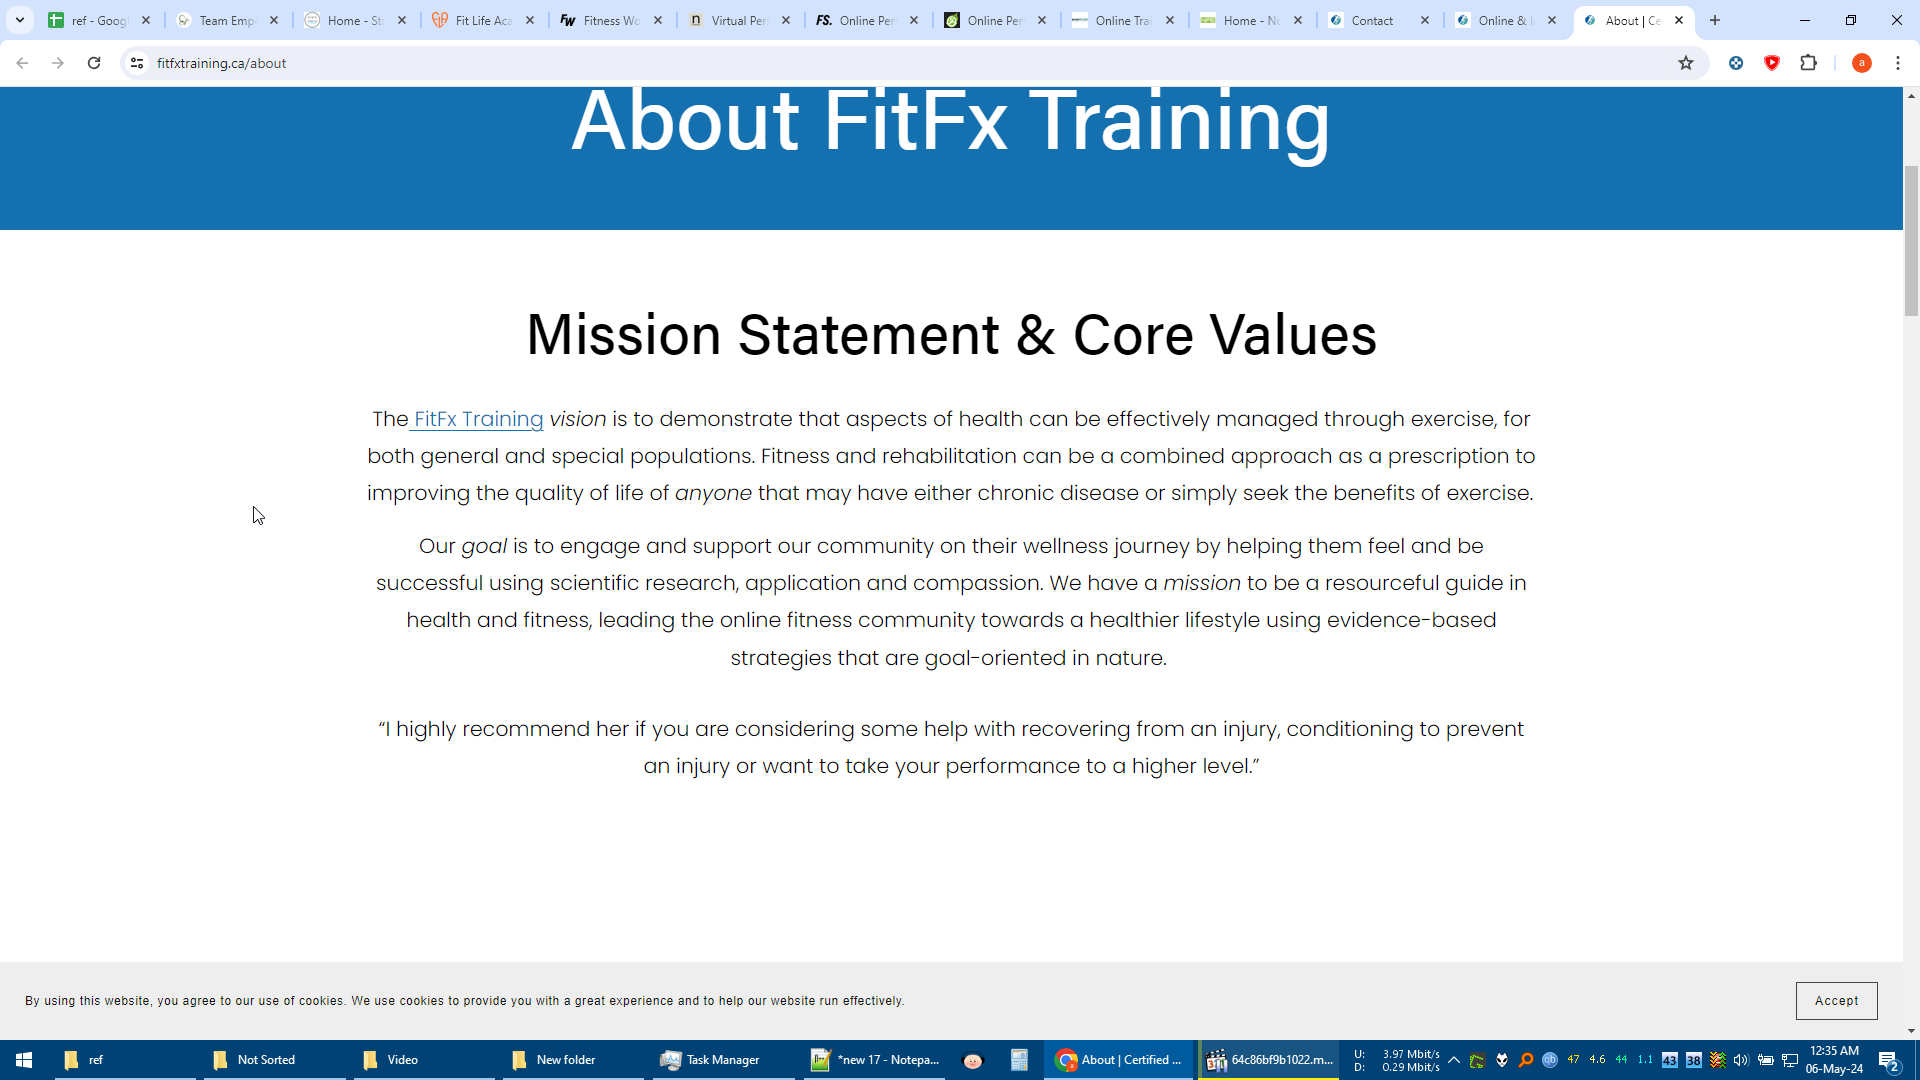 ref - Goog
Team Emp
Home - Str
Fit Life Aca
Fitness Wo
Virtual Per
Online Per
Online Per
Online Trai
Home - No
Contact
Online & I
About | Ce
fitfxtraining.ca/about
a
About FitFx Training
Mission Statement & Core Values
The FitFx Training vision is to demonstrate that aspects of health can be effectively managed through exercise, for
both general and special populations. Fitness and rehabilitation can be a combined approach as a prescription to
improving the quality of life of anyone that may have either chronic disease or simply seek the benefits of exercise.
Our goal is to engage and support our community on their wellness journey by helping them feel and be
successful using scientific research, application and compassion. We have a mission to be a resourceful guide in
health and fitness, leading the online fitness community towards a healthier lifestyle using evidence-based
strategies that are goal-oriented in nature.
“I highly recommend her if you are considering some help with recovering from an injury, conditioning to prevent
an injury or want to take your performance to a higher level.”
By using this website, you agree to our use of cookies. We use cookies to provide you with a great experience and to help our website run effectively.
Accept
ref
Not Sorted
Video
New folder
Task Manager
*new 17 - Notepa...
About | Certified ...
64c86bf9b1022.m...
U: 3.97 Mbit/s
D: 0.29 Mbit/s
47 4.6 44 1.1 43 38
12:35 AM
06-May-24
2